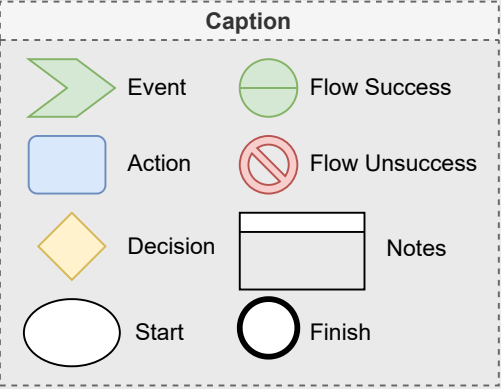 Caption
Event
Flow Success
Action
Flow Unsuccess
Decision
Notes
Start
Finish